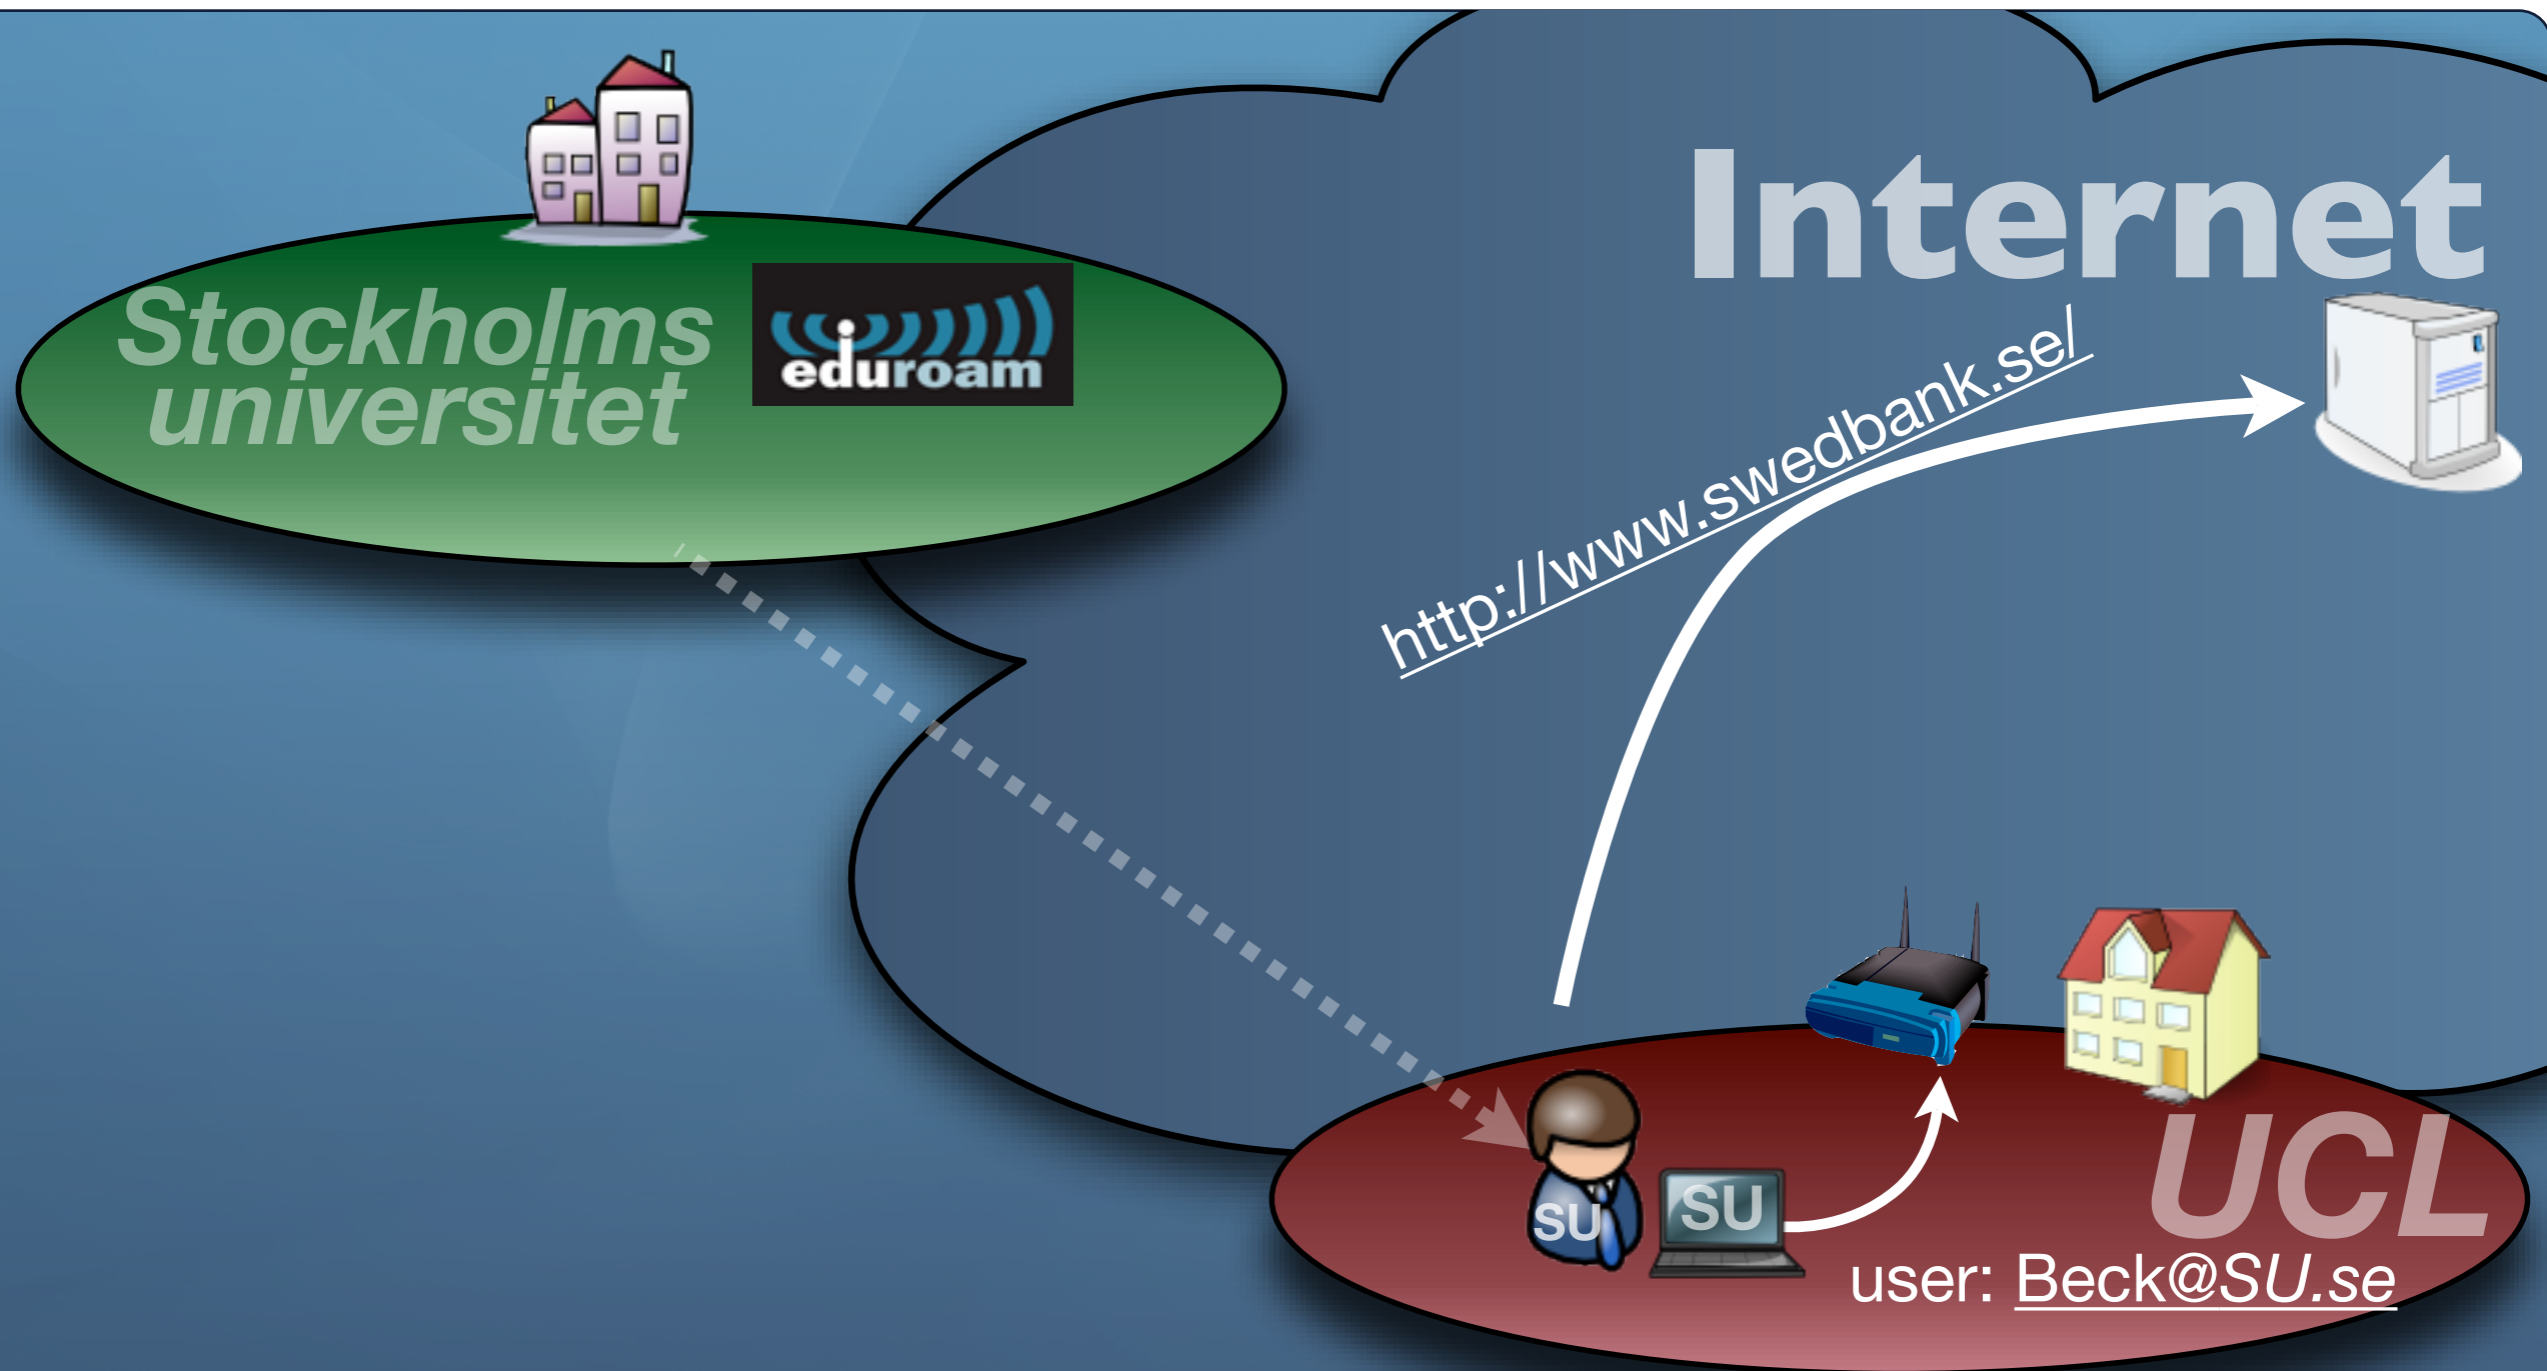 Internet
Stockholms
universitet
eduroam
http://www.swedbank.se/
UCL
SU
SU
user: Beck@SU.se